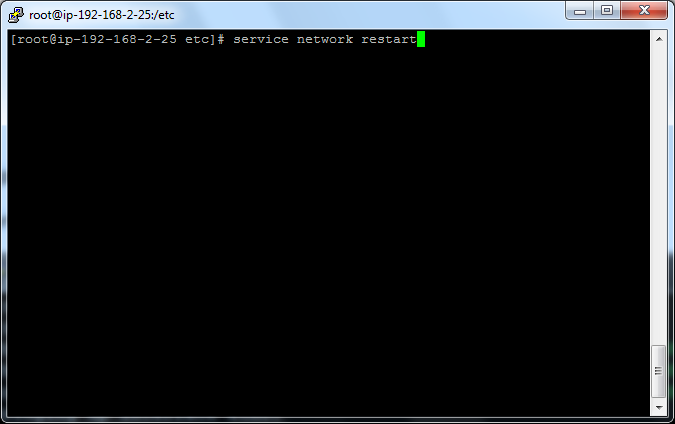 root@ip-192-168-2-25:/etc
[root@ip-192-168-2-25 etc]# service network restart